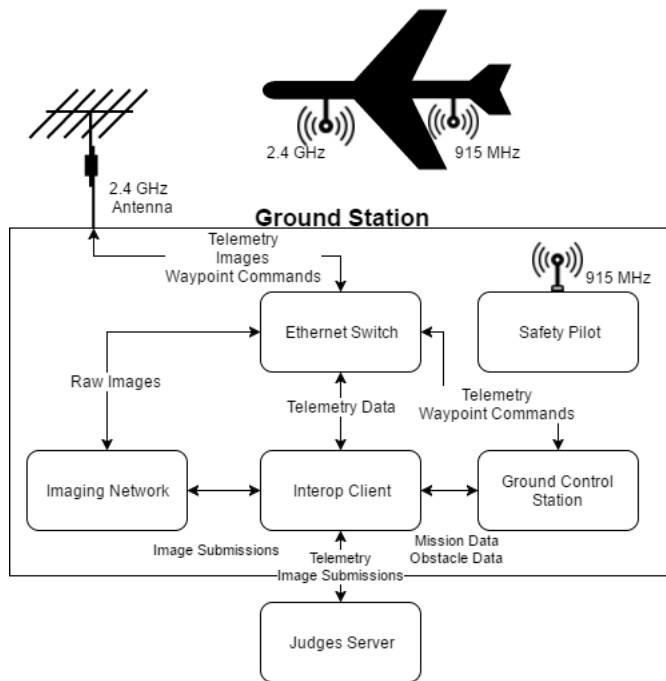 2.4 GHz
915 MHz
2.4 GHz
Antenna
Ground Station
Telemetry
Images
Waypoint Commands
915 MHz
Ethernet Switch
Safety Pilot
Raw Images
Telemetry Data
Telemetry
Waypoint Commands
Imaging Network
Interop Client
Ground Control
Station
Image Submissions
Telemetry
Image Submissions
Mission Data
Obstacle Data
Judges Server